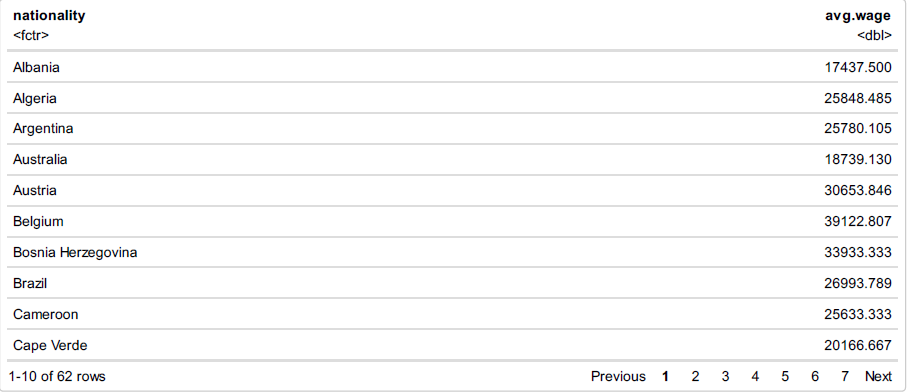 nationality avg.wage
<fctr> <dbl>
Albania 17437.500
Algeria 25848.485
Argentina 25780.105
Australia 18739.130
Austria 30653.846
Belgium 39122.807
Bosnia Herzegovina 33933.333
Brazil 26993.789
Cameroon 25633.333
Cape Verde 20166.667
1-10 of 62 rows Previous 1 2 3 4 5 6 7 Next